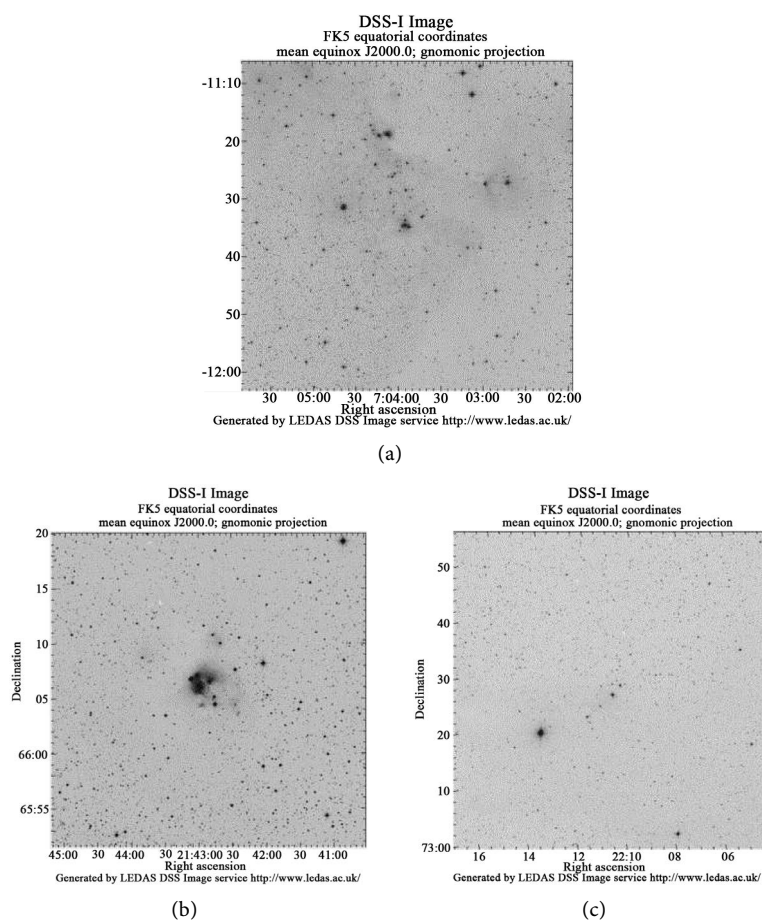 DSS-I Image
FK5 equatorial coordinates
mean equinox J2000.0; gnomonic projection
-11:10
20
30
40
50
-12:00
30 05:00 30 7:04:00 30 03:00 30 02:00
Right ascension
Generated by LEDAS DSS Image service http://www.ledas.ac.uk/
(a)
DSS-I Image
FK5 equatorial coordinates
mean equinox J2000.0; gnomonic projection
20
15
10
05
66:00
65:55
Declination
45:00 30 44:00 30 21:43:00 30 42:00 30 41:00
Right ascension
Generated by LEDAS DSS Image service http://www.ledas.ac.uk/
(b)
DSS-I Image
FK5 equatorial coordinates
mean equinox J2000.0; gnomonic projection
50
40
30
20
10
73:00
Declination
16 14 12 22:10 08 06
Right ascension
Generated by LEDAS DSS Image service http://www.ledas.ac.uk/
(c)